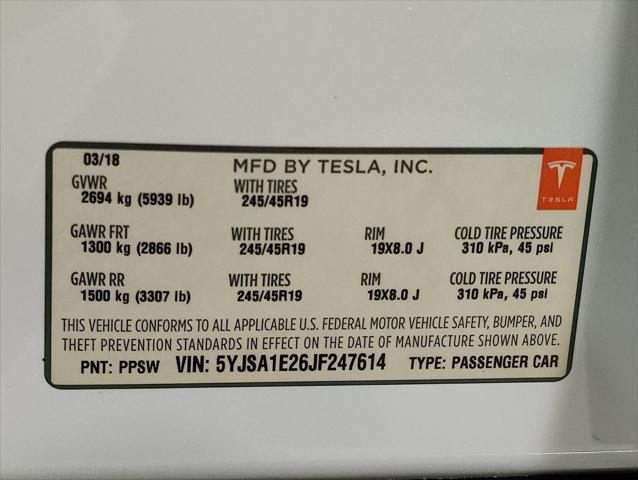 03/18 MFD BY TESLA, INC.
GVWR WITH TIRES
2694 kg (5939 lb) 245/45R19
TESLA
GAWR FRT WITH TIRES RIM COLD TIRE PRESSURE
1300 kg (2866 lb) 245/45R19 19X8.0 J 310 kPa, 45 psi
GAWR RR WITH TIRES RIM COLD TIRE PRESSURE
1500 kg (3307 lb) 245/45R19 19X8.0 J 310 kPa, 45 psi
THIS VEHICLE CONFORMS TO ALL APPLICABLE U.S. FEDERAL MOTOR VEHICLE SAFETY, BUMPER, AND
THEFT PREVENTION STANDARDS IN EFFECT ON THE DATE OF MANUFACTURE SHOWN ABOVE.
PNT: PPSW VIN: 5YJSA1E26JF247614 TYPE: PASSENGER CAR